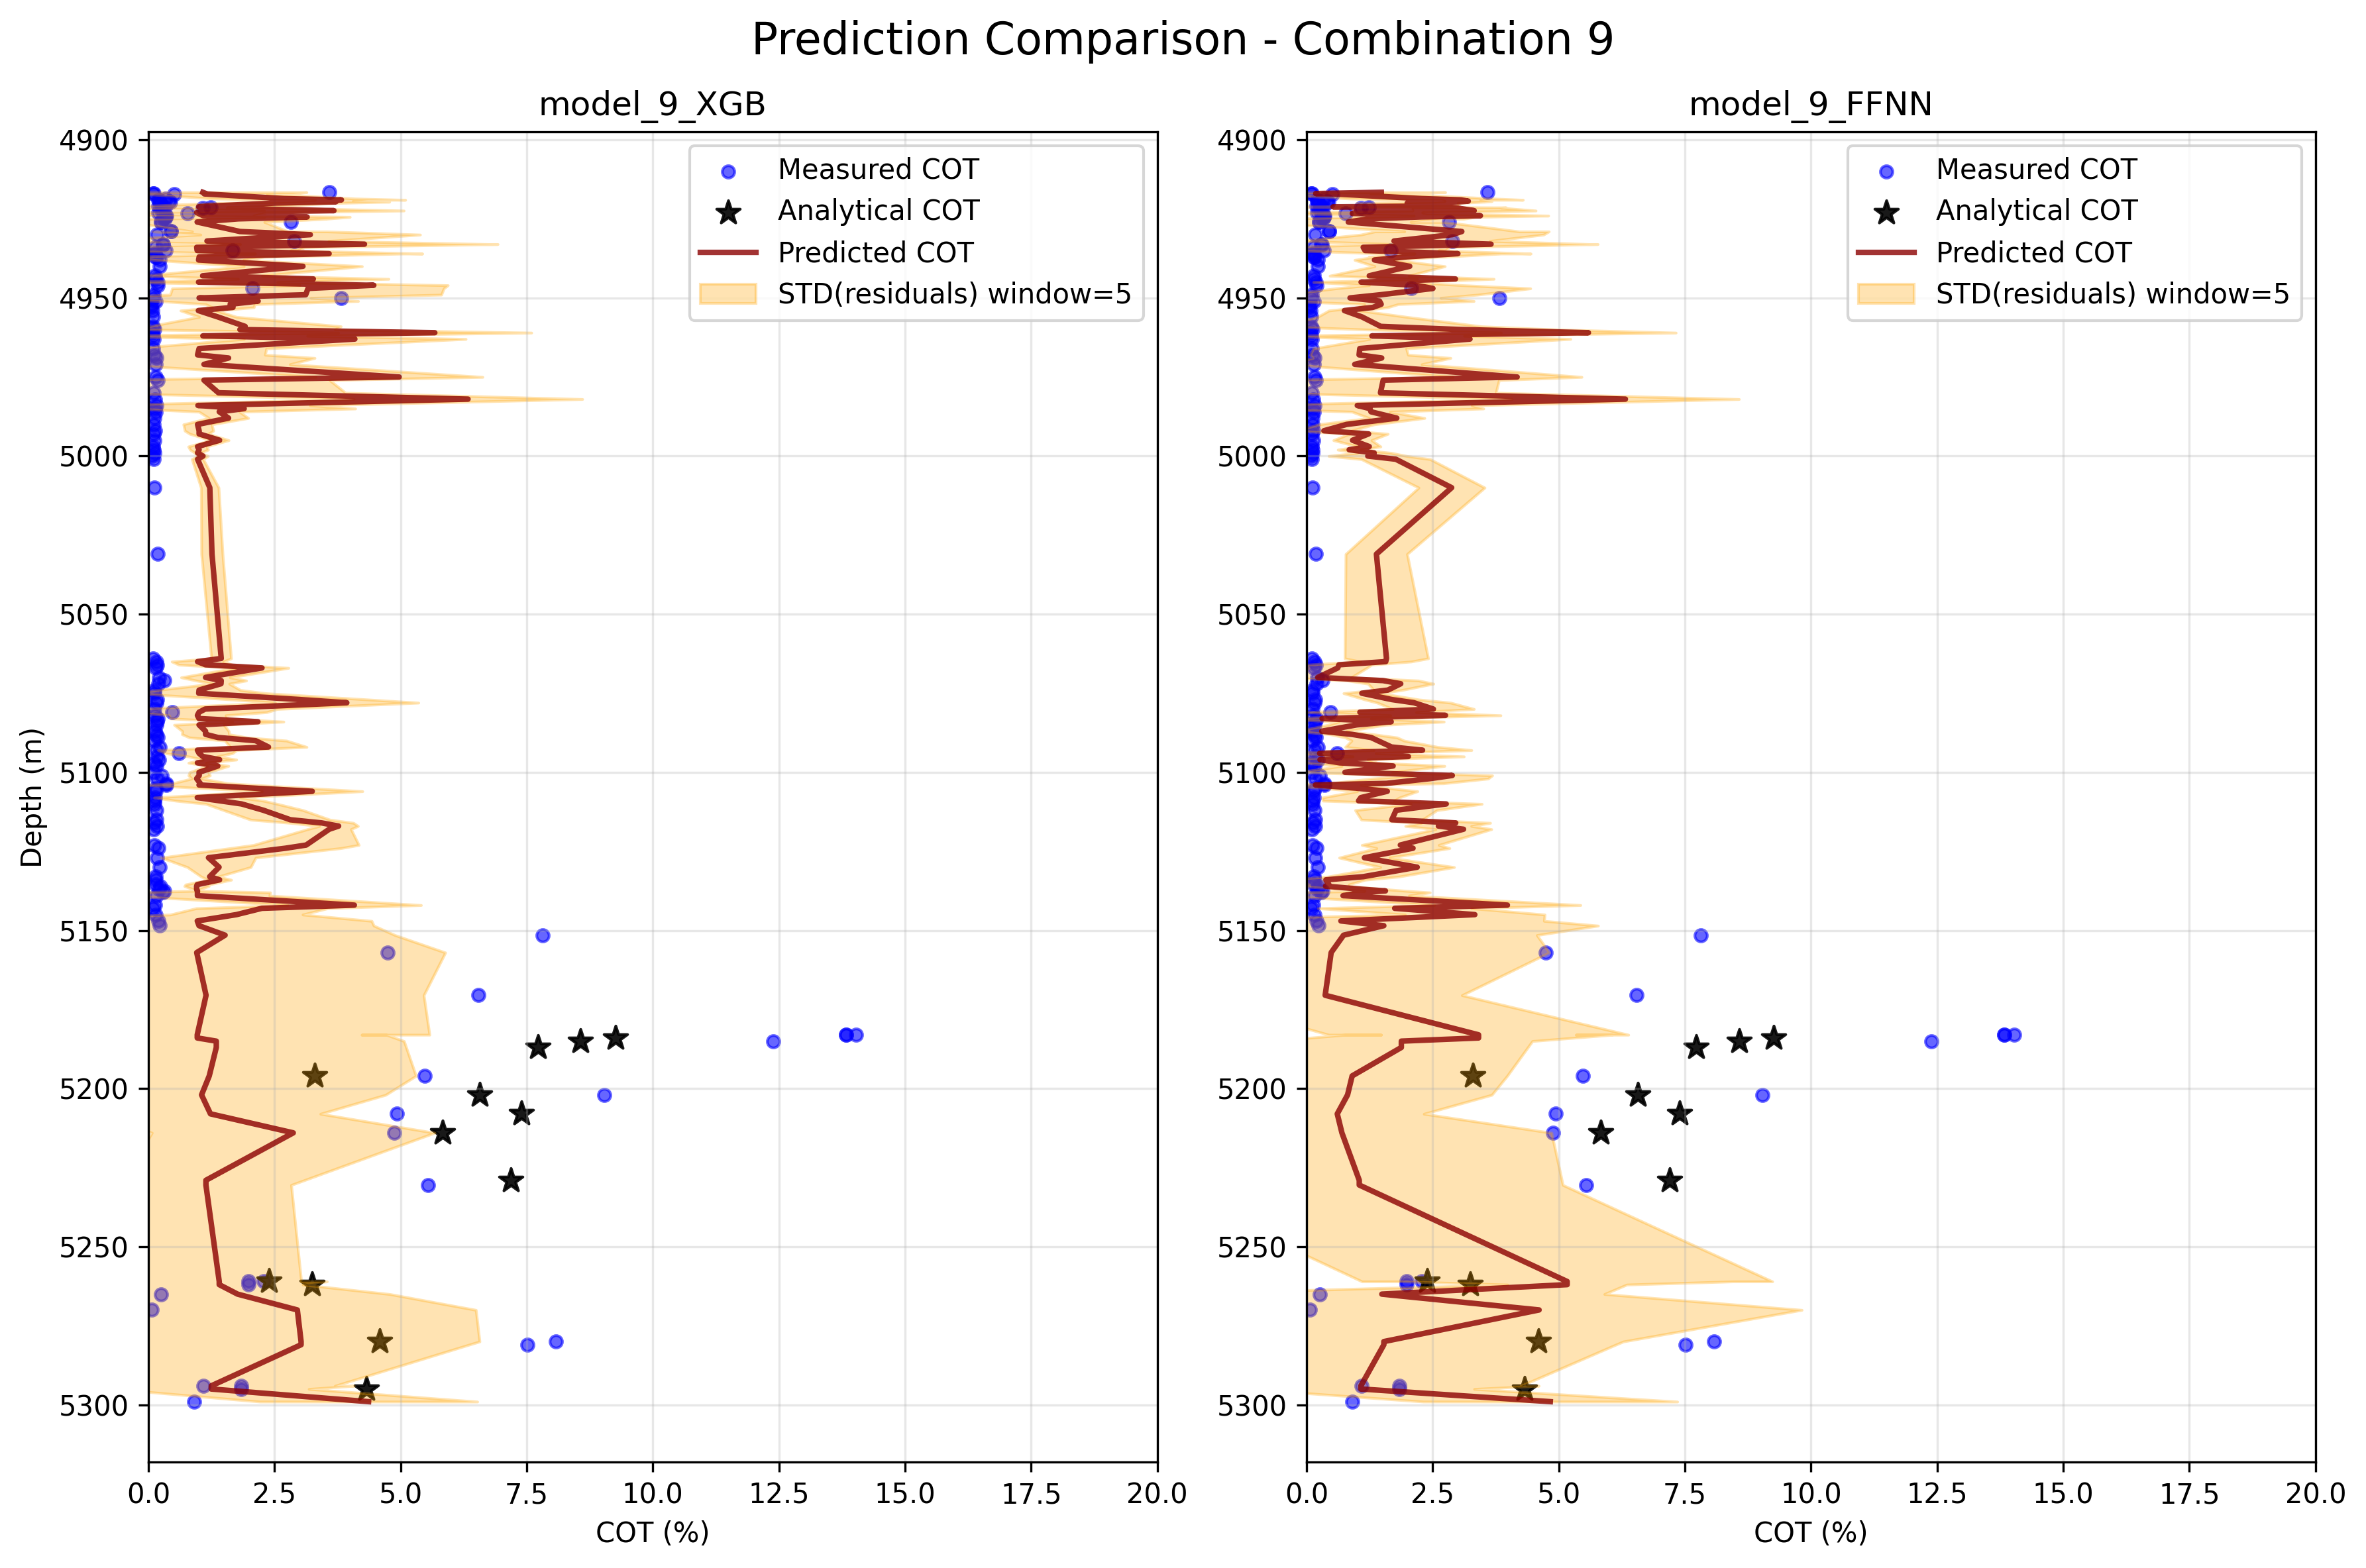 Prediction Comparison - Combination 9
model_9_XGB
Measured COT
Analytical COT
Predicted COT
STD(residuals) window=5
4900
4950
5000
5050
5100
5150
5200
5250
5300
Depth (m)
0.0 2.5 5.0 7.5 10.0 12.5 15.0 17.5 20.0
COT (%)
model_9_FFNN
Measured COT
Analytical COT
Predicted COT
STD(residuals) window=5
4900
4950
5000
5050
5100
5150
5200
5250
5300
0.0 2.5 5.0 7.5 10.0 12.5 15.0 17.5 20.0
COT (%)